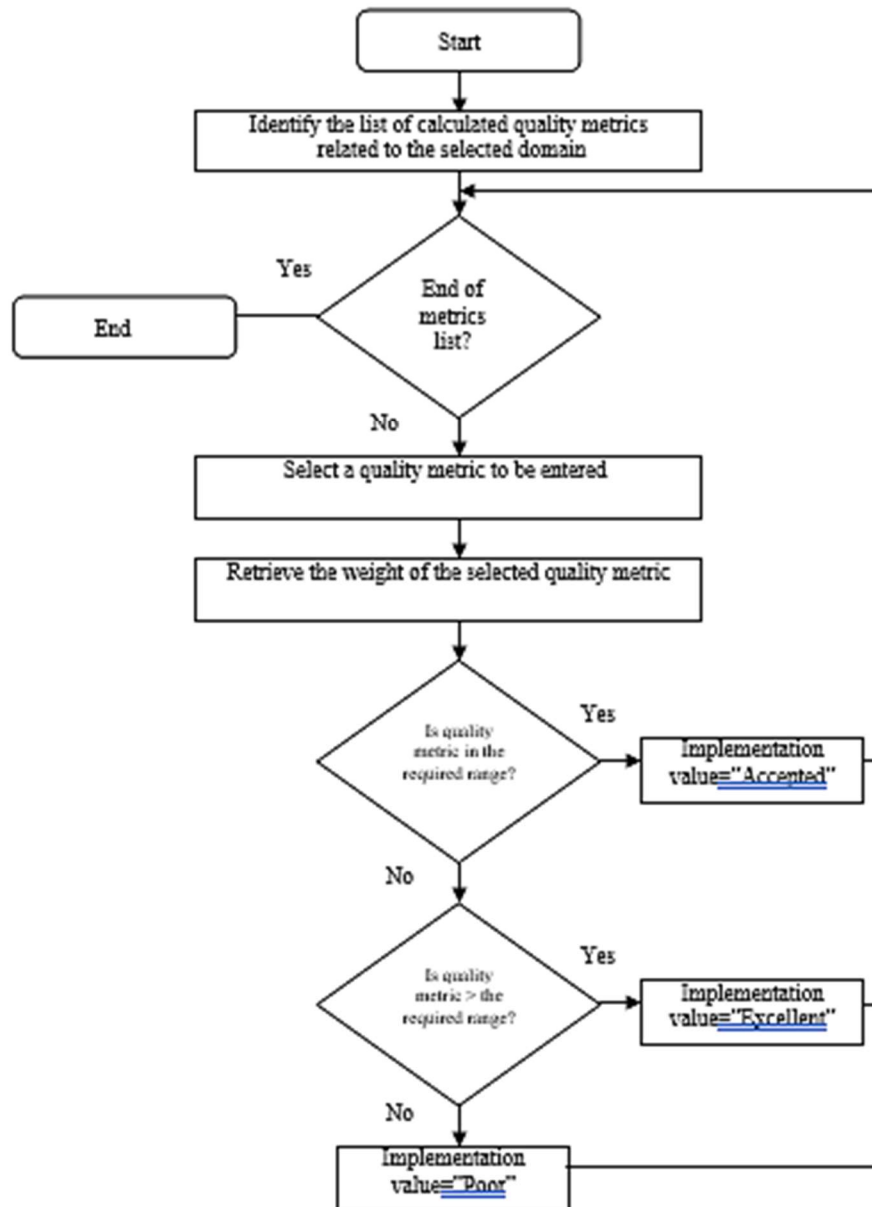 Start
Identify the list of calculated quality metrics
related to the selected domain
Yes
End of
metrics
list?
End
No
Select a quality metric to be entered
Retrieve the weight of the selected quality metric
Is quality
metric in the
required range?
Yes
Implementation
value="Accepted"
No
Is quality
metric > the
required range?
Yes
Implementation
value="Excellent"
No
Implementation
value="Poor"